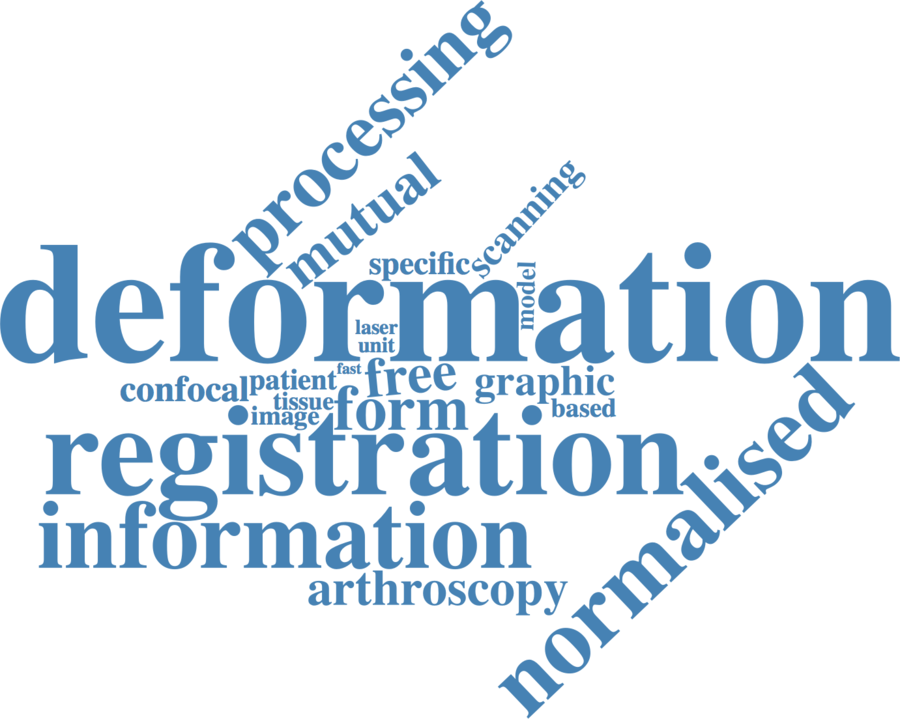 processing
mutual
scanning
specific
model
deformation
laser
unit
fast
free
patient
confocal
graphic
tissue
based
image
form
registration
normalised
information
arthroscopy